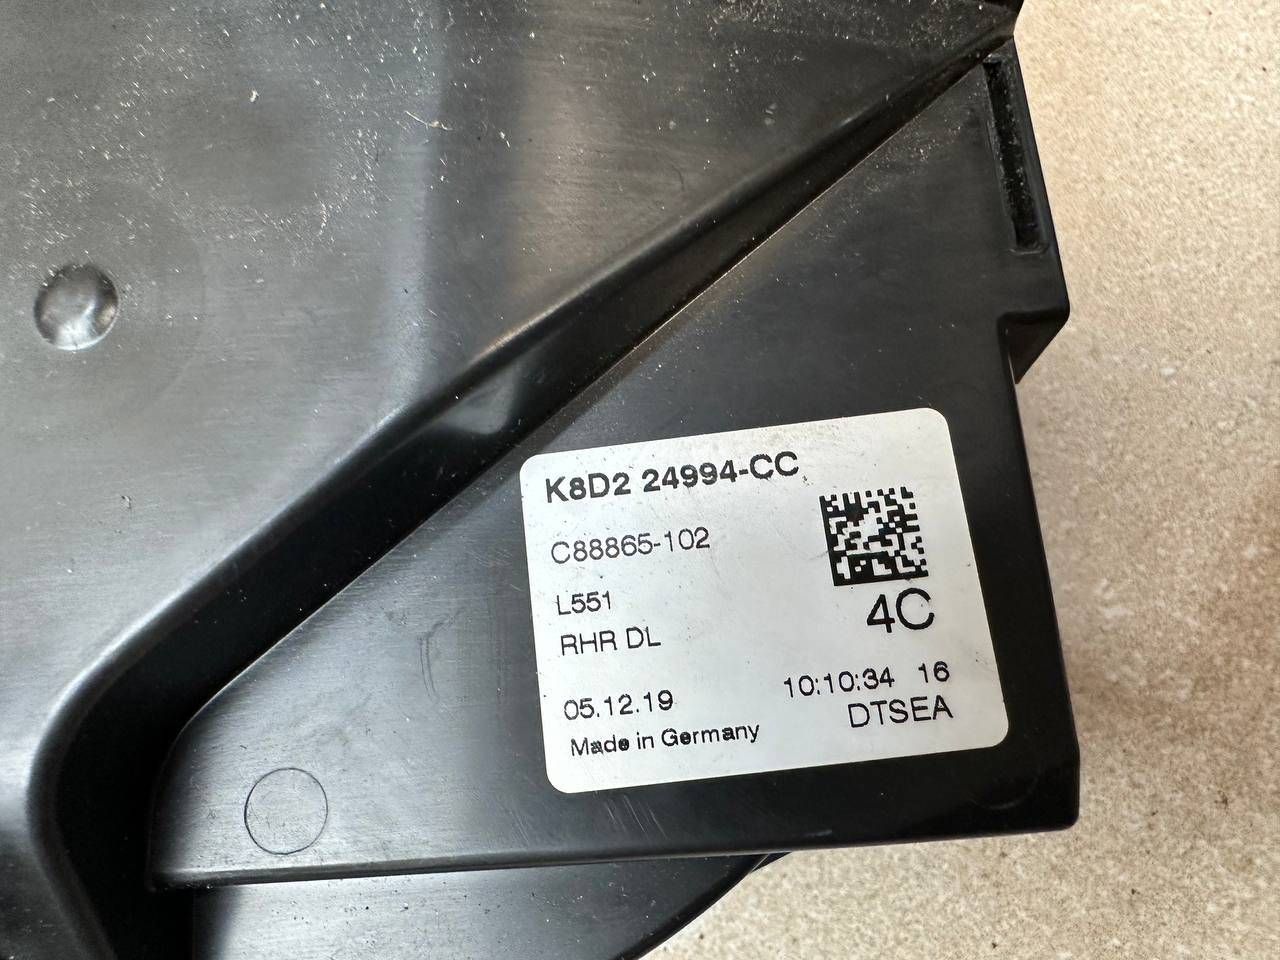 K8D2 24994-CC
C88865-102
L551
4C
RHR DL
05.12.19 10:10:34 16
Made in Germany DTSEA